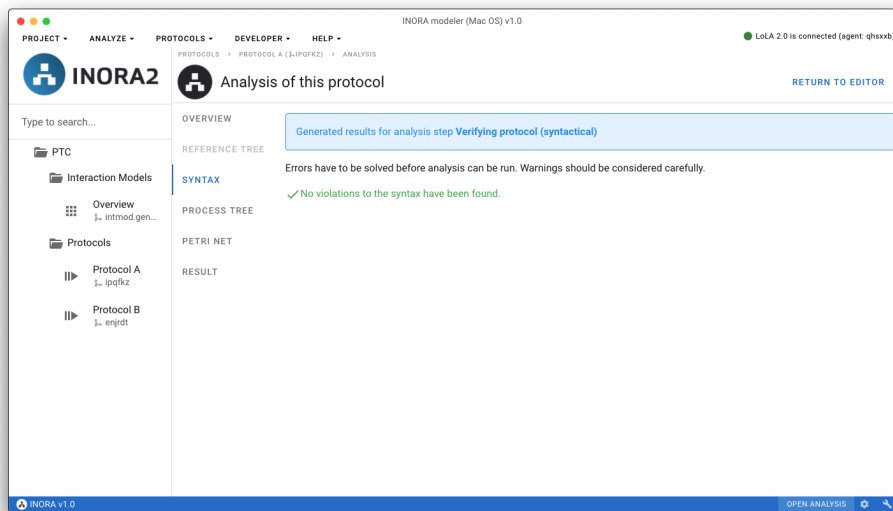 INORA modeler (Mac OS) v1.0
PROJECT ANALYZE PROTOCOLS DEVELOPER HELP
LoLA 2.0 is connected (agent: qhsxxb)
INORA2
PROTOCOLS › PROTOCOL A (IPQFKZ) › ANALYSIS
Analysis of this protocol
RETURN TO EDITOR
Type to search...
PTC
Interaction Models
Overview
intmod.gen...
Protocols
Protocol A
ipqfkz
Protocol B
enjrdt
OVERVIEW
REFERENCE TREE
SYNTAX
PROCESS TREE
PETRI NET
RESULT
Generated results for analysis step Verifying protocol (syntactical)
Errors have to be solved before analysis can be run. Warnings should be considered carefully.
No violations to the syntax have been found.
INORA v1.0
OPEN ANALYSIS